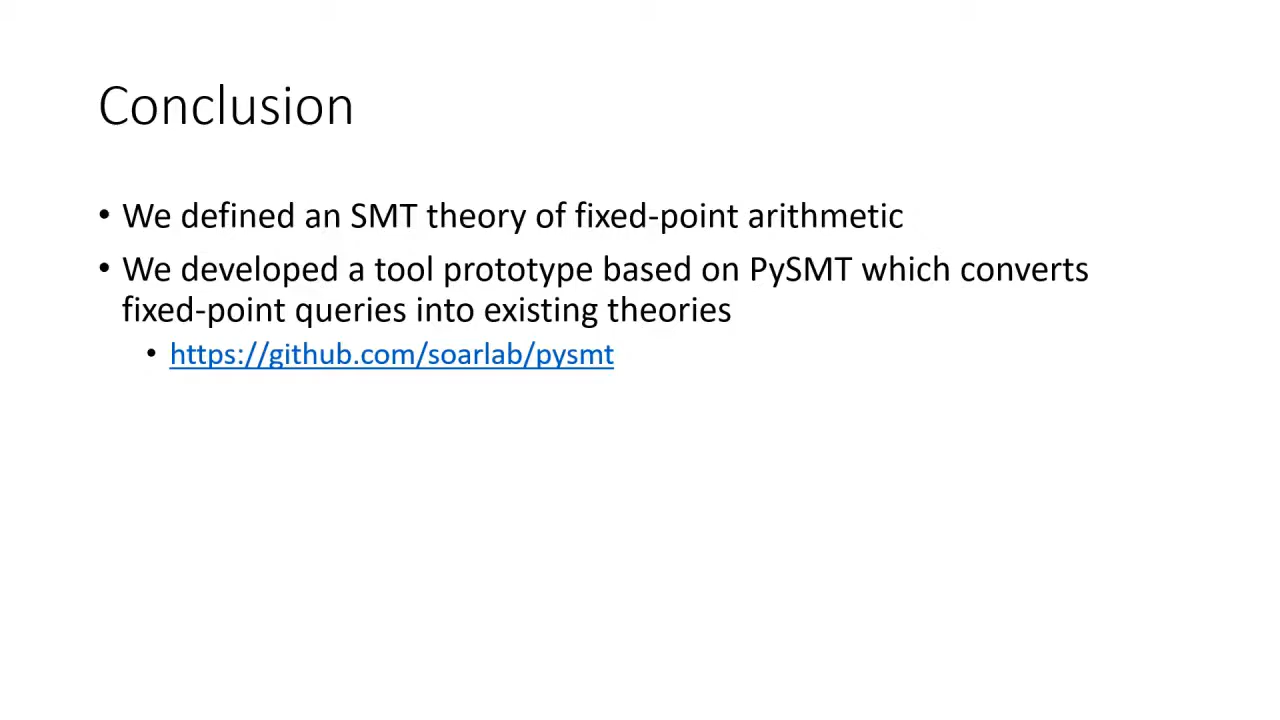 Conclusion
• We defined an SMT theory of fixed-point arithmetic
• We developed a tool prototype based on PySMT which converts
fixed-point queries into existing theories
• https://github.com/soarlab/pysmt